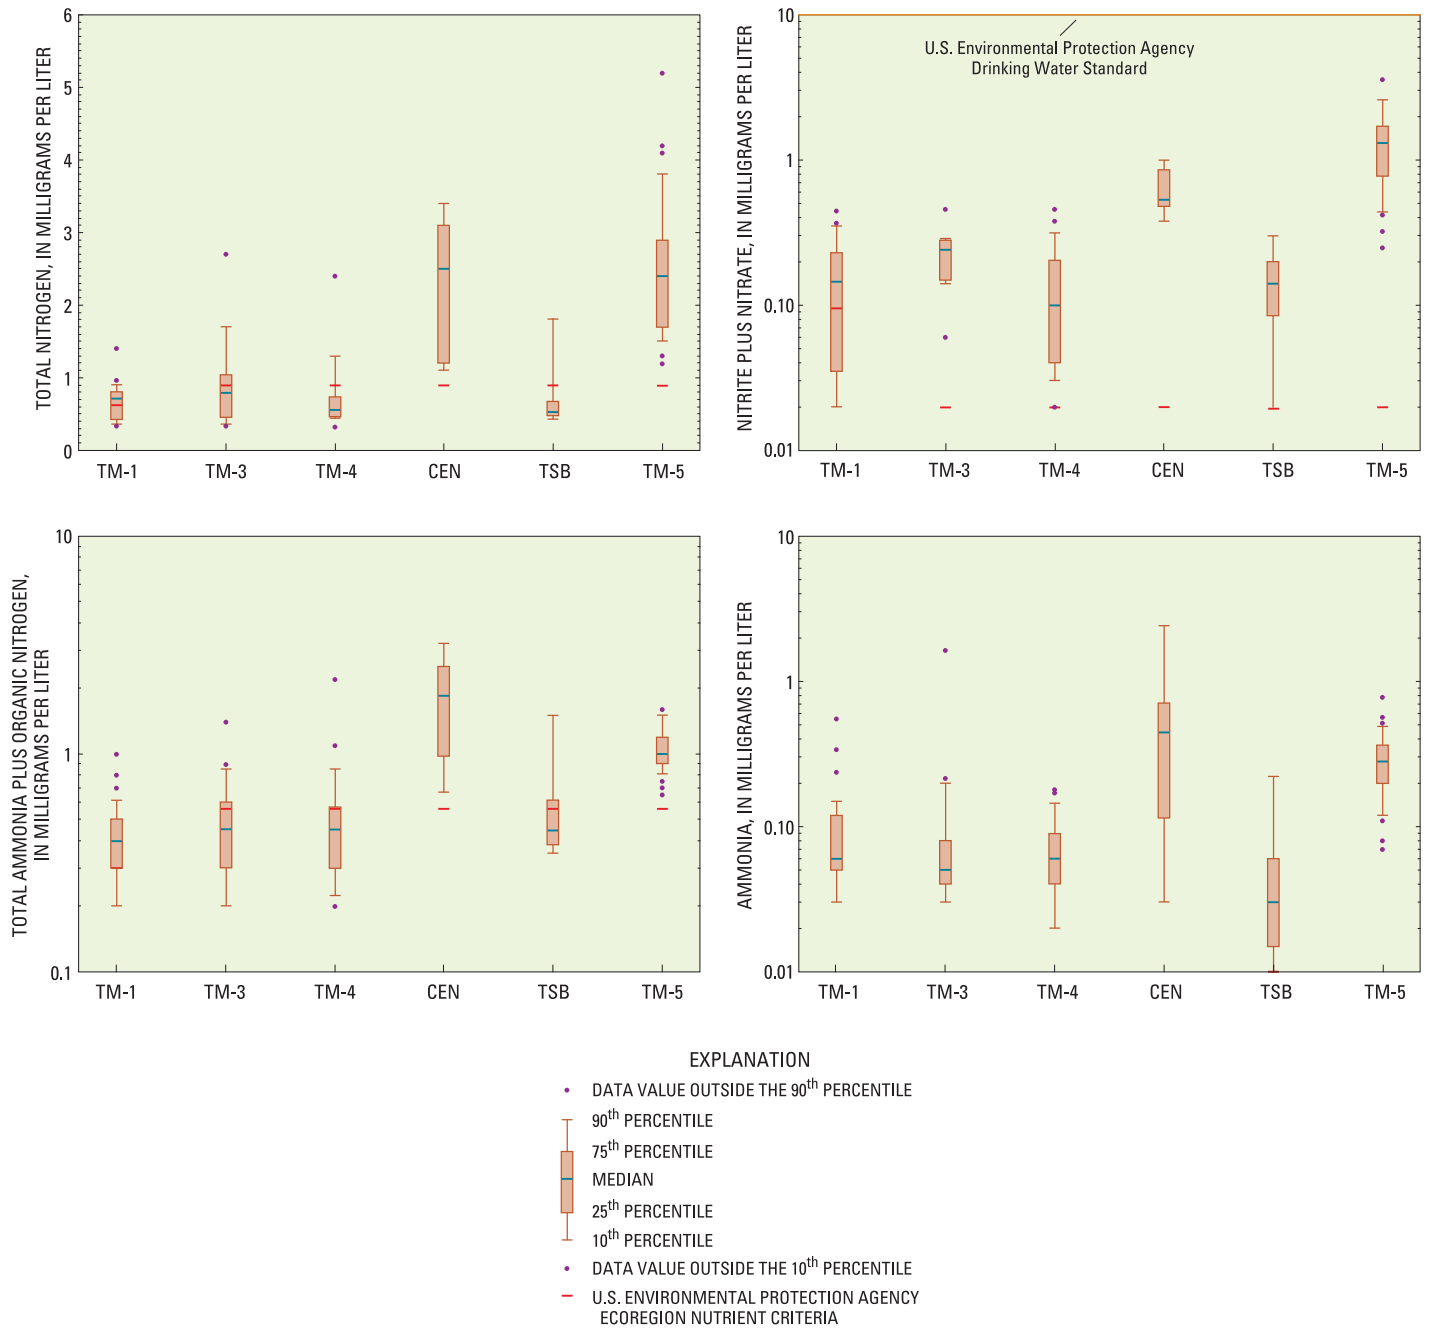 TOTAL NITROGEN, IN MILLIGRAMS PER LITER
6
5
4
3
2
1
0
TM-1 TM-3 TM-4 CEN TSB TM-5
NITRITE PLUS NITRATE, IN MILLIGRAMS PER LITER
10
1
0.10
0.01
U.S. Environmental Protection Agency
Drinking Water Standard
TM-1 TM-3 TM-4 CEN TSB TM-5
TOTAL AMMONIA PLUS ORGANIC NITROGEN,
IN MILLIGRAMS PER LITER
10
1
0.1
TM-1 TM-3 TM-4 CEN TSB TM-5
AMMONIA, IN MILLIGRAMS PER LITER
10
1
0.10
0.01
TM-1 TM-3 TM-4 CEN TSB TM-5
EXPLANATION
DATA VALUE OUTSIDE THE 90th PERCENTILE
90th PERCENTILE
75th PERCENTILE
MEDIAN
25th PERCENTILE
10th PERCENTILE
DATA VALUE OUTSIDE THE 10th PERCENTILE
U.S. ENVIRONMENTAL PROTECTION AGENCY
ECOREGION NUTRIENT CRITERIA